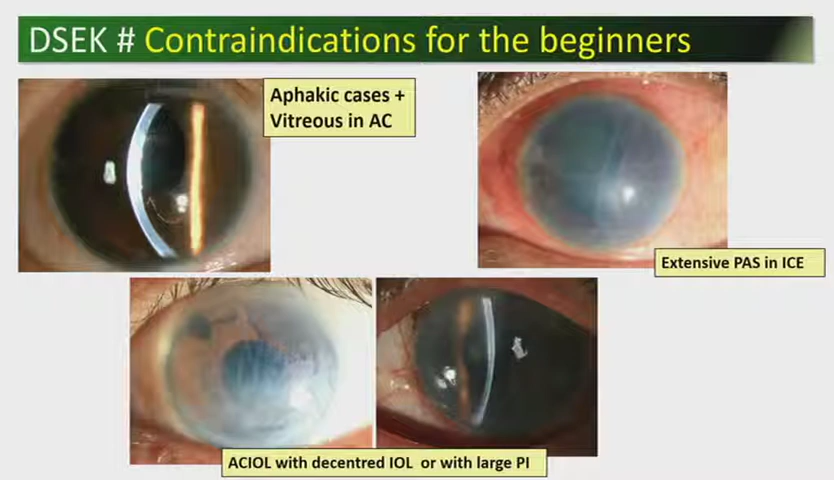 DSEK # Contraindications for the beginners
Aphakic cases +
Vitreous in AC
Extensive PAS in ICE
ACIOL with decentred IOL or with large PI